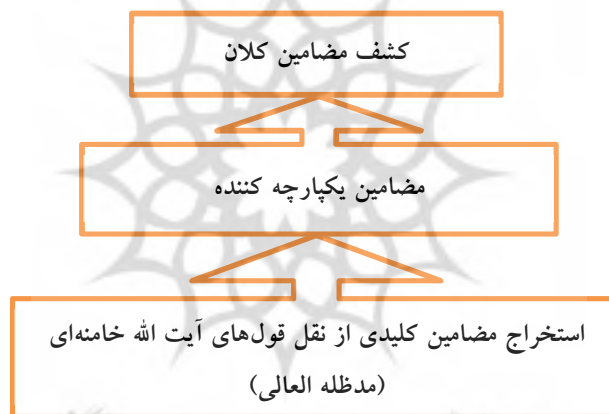 کشف مضامین کلان
مضامین یکپارچه کننده
استخراج مضامین کلیدی از نقل قول‌های آیت الله خامنه‌ای
(مدظله العالی)